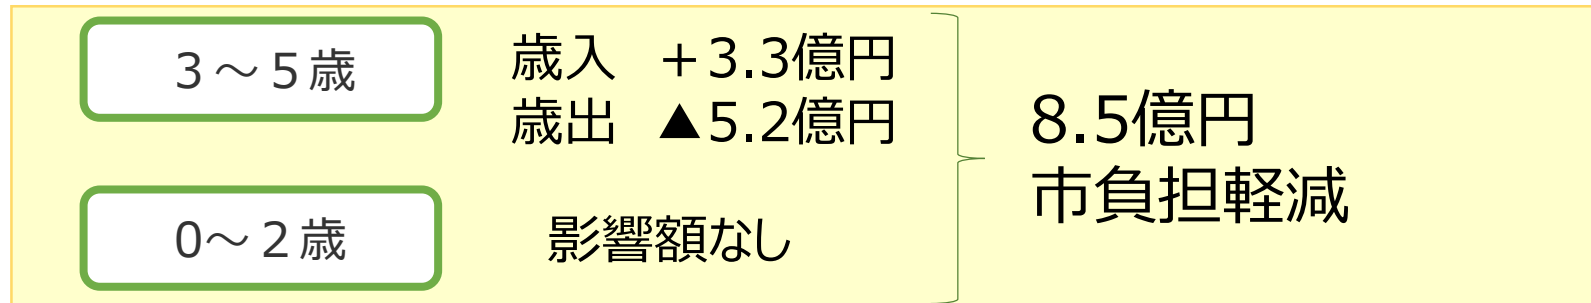 3～5歳
歳入　＋3.3億円
歳出　▲5.2億円
8.5億円
市負担軽減
0～2歳
影響額なし